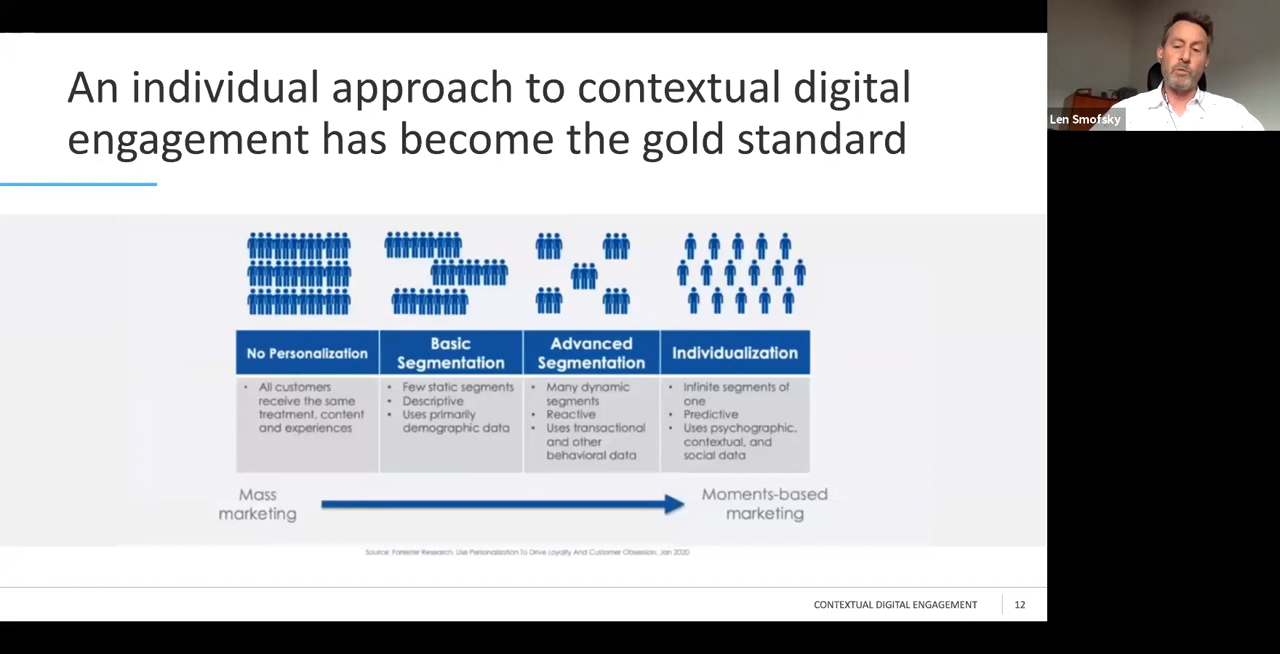 An individual approach to contextual digital
engagement has become the gold standard
Len Smofsky
No Personalization
Basic
Segmentation
Advanced
Segmentation
Individualization
• All customers
receive the same
treatment, content
and experiences
• Few static segments
• Descriptive
• Uses primarily
demographic data
• Many dynamic
segments
• Reactive
• Uses transactional
and other
behavioral data
• Infinite segments of
one
• Predictive
• Uses psychographic,
contextual, and
social data
Mass
marketing
Moments-based
marketing
Source: Forrester Research, Use Personalization To Drive Loyalty And Customer Obsession, Jan 2020
CONTEXTUAL DIGITAL ENGAGEMENT
12